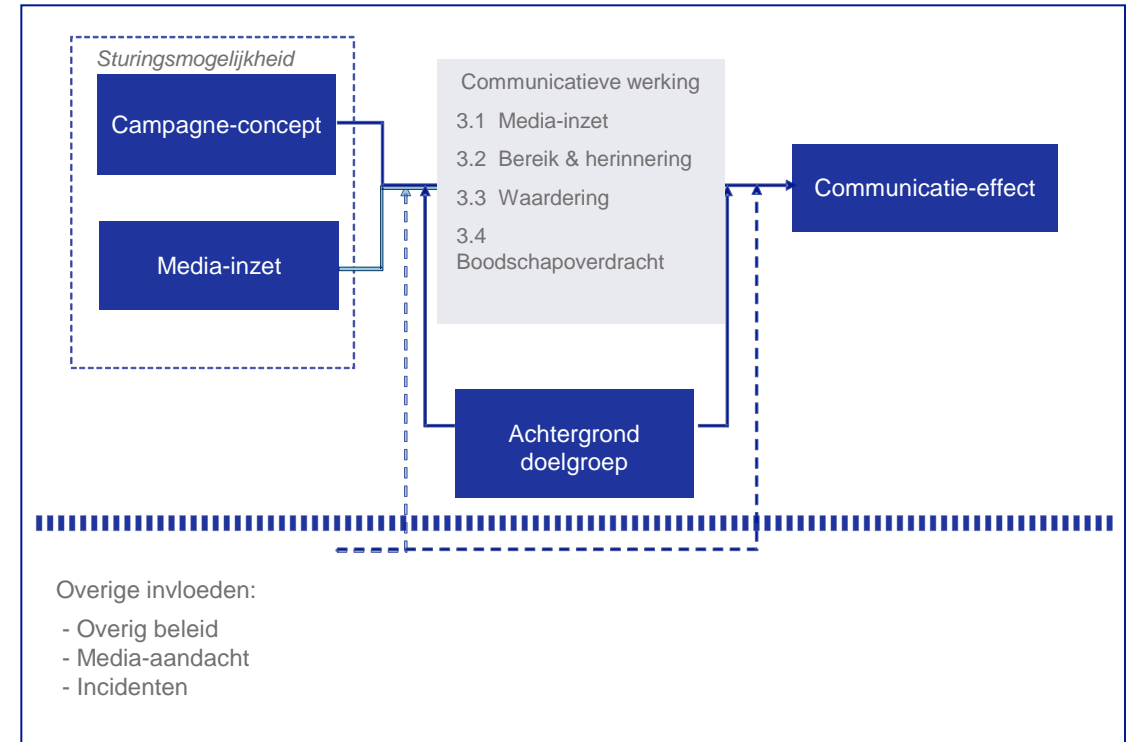 Sturingsmogelijkheid
Campagne-concept
Media-inzet
Communicatieve werking
3.1 Media-inzet
3.2 Bereik & herinnering
3.3 Waardering
3.4
Boodschapoverdracht
Communicatie-effect
Achtergrond
doelgroep
Overige invloeden:
- Overig beleid
- Media-aandacht
- Incidenten